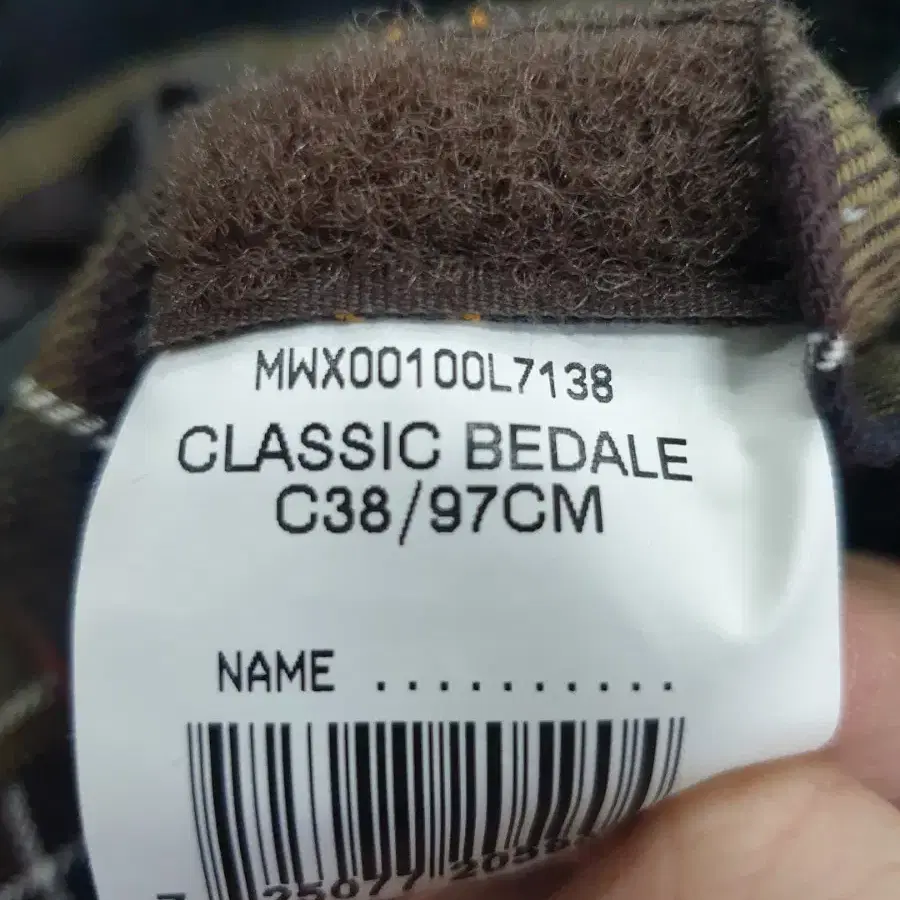 MWX00100L7138
CLASSIC BEDALE
C38/97CM
NAME ..........